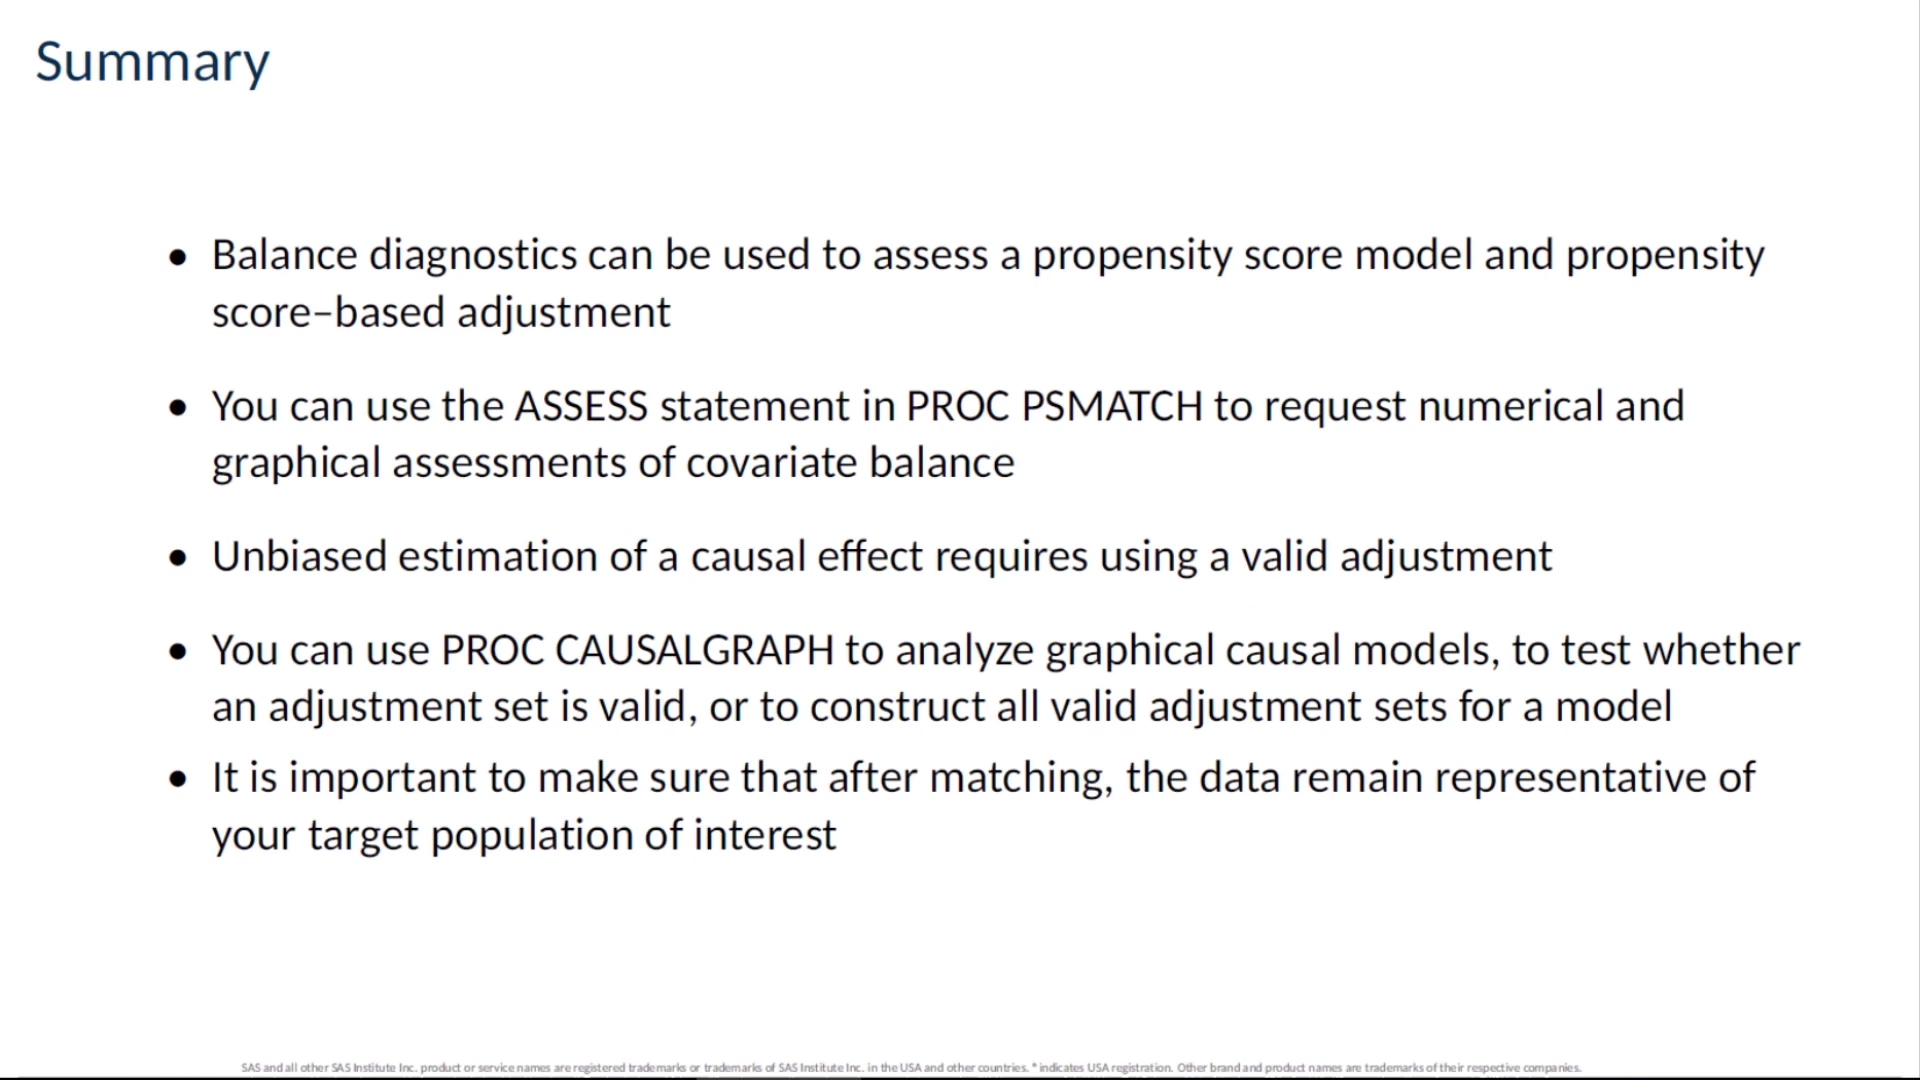 Summary
• Balance diagnostics can be used to assess a propensity score model and propensity
score–based adjustment
• You can use the ASSESS statement in PROC PSMATCH to request numerical and
graphical assessments of covariate balance
• Unbiased estimation of a causal effect requires using a valid adjustment
• You can use PROC CAUSALGRAPH to analyze graphical causal models, to test whether
an adjustment set is valid, or to construct all valid adjustment sets for a model
• It is important to make sure that after matching, the data remain representative of
your target population of interest
SAS and all other SAS Institute Inc. product or service names are registered trademarks or trademarks of SAS Institute Inc. in the USA and other countries. ® indicates USA registration. Other brand and product names are trademarks of their respective companies.